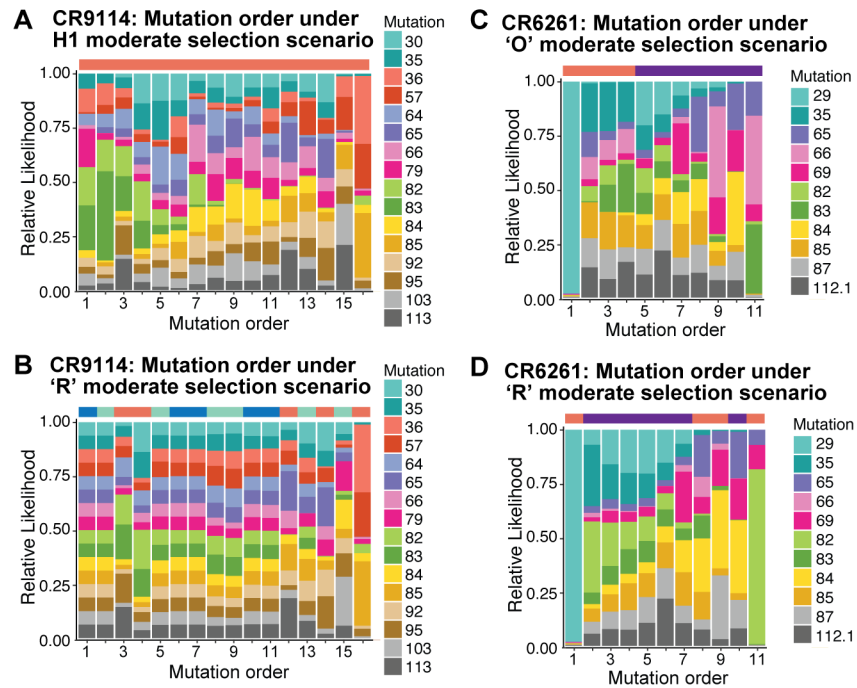 A
CR9114: Mutation order under
H1 moderate selection scenario
Relative Likelihood
1.00
0.75
0.50
0.25
0.00
1 3 5 7 9 11 13 15
Mutation order
Mutation
30
35
36
57
64
65
66
79
82
83
84
85
92
95
103
113
B
CR9114: Mutation order under
‘R’ moderate selection scenario
Relative Likelihood
1.00
0.75
0.50
0.25
0.00
1 3 5 7 9 11 13 15
Mutation order
Mutation
30
35
36
57
64
65
66
79
82
83
84
85
92
95
103
113
C
CR6261: Mutation order under
‘O’ moderate selection scenario
Relative Likelihood
1.00
0.75
0.50
0.25
0.00
1 3 5 7 9 11
Mutation order
Mutation
29
35
65
66
69
82
83
84
85
87
112.1
D
CR6261: Mutation order under
‘R’ moderate selection scenario
Relative Likelihood
1.00
0.75
0.50
0.25
0.00
1 3 5 7 9 11
Mutation order
Mutation
29
35
65
66
69
82
83
84
85
87
112.1